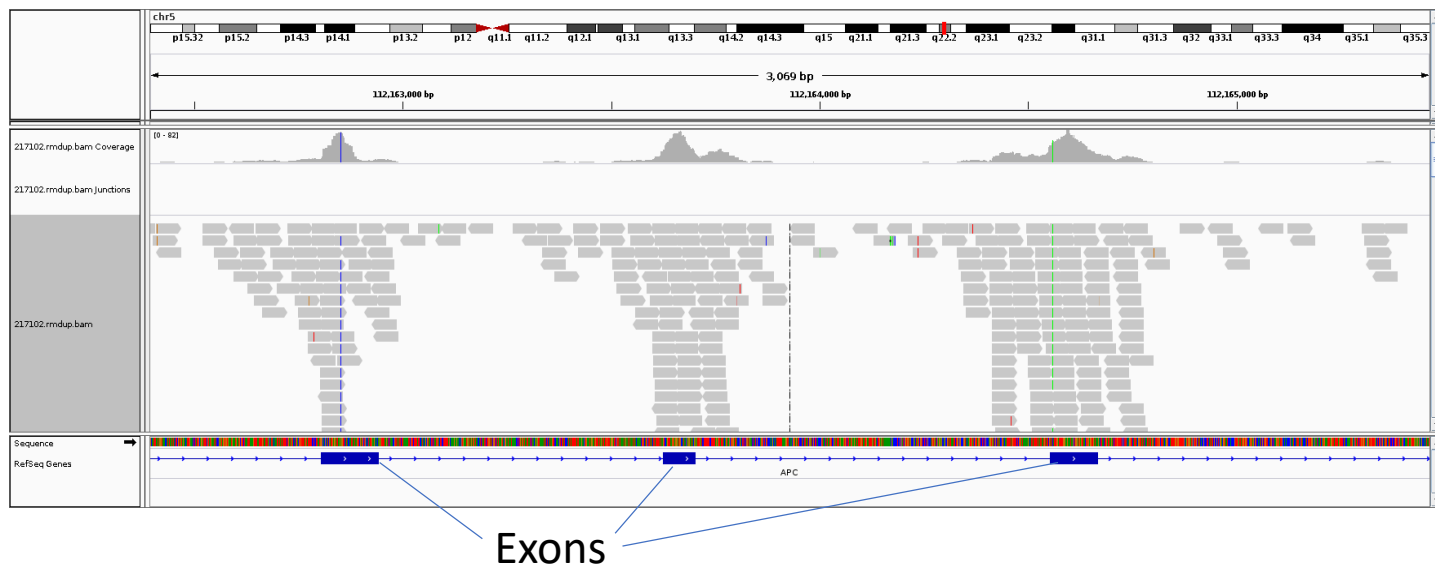 chr5
p15.32 p15.2 p14.3 p14.1 p13.2 p12 q11.1 q11.2 q12.1 q13.1 q13.3 q14.2 q14.3 q15 q21.1 q21.3 q22.2 q23.1 q23.2 q31.1 q31.3 q32 q33.1 q33.3 q34 q35.1 q35.3
3,069 bp
112,163,000 bp 112,164,000 bp 112,165,000 bp
[0 - 82]
217102.rmdup.bam Coverage
217102.rmdup.bam Junctions
217102.rmdup.bam
Sequence
RefSeq Genes
APC
Exons